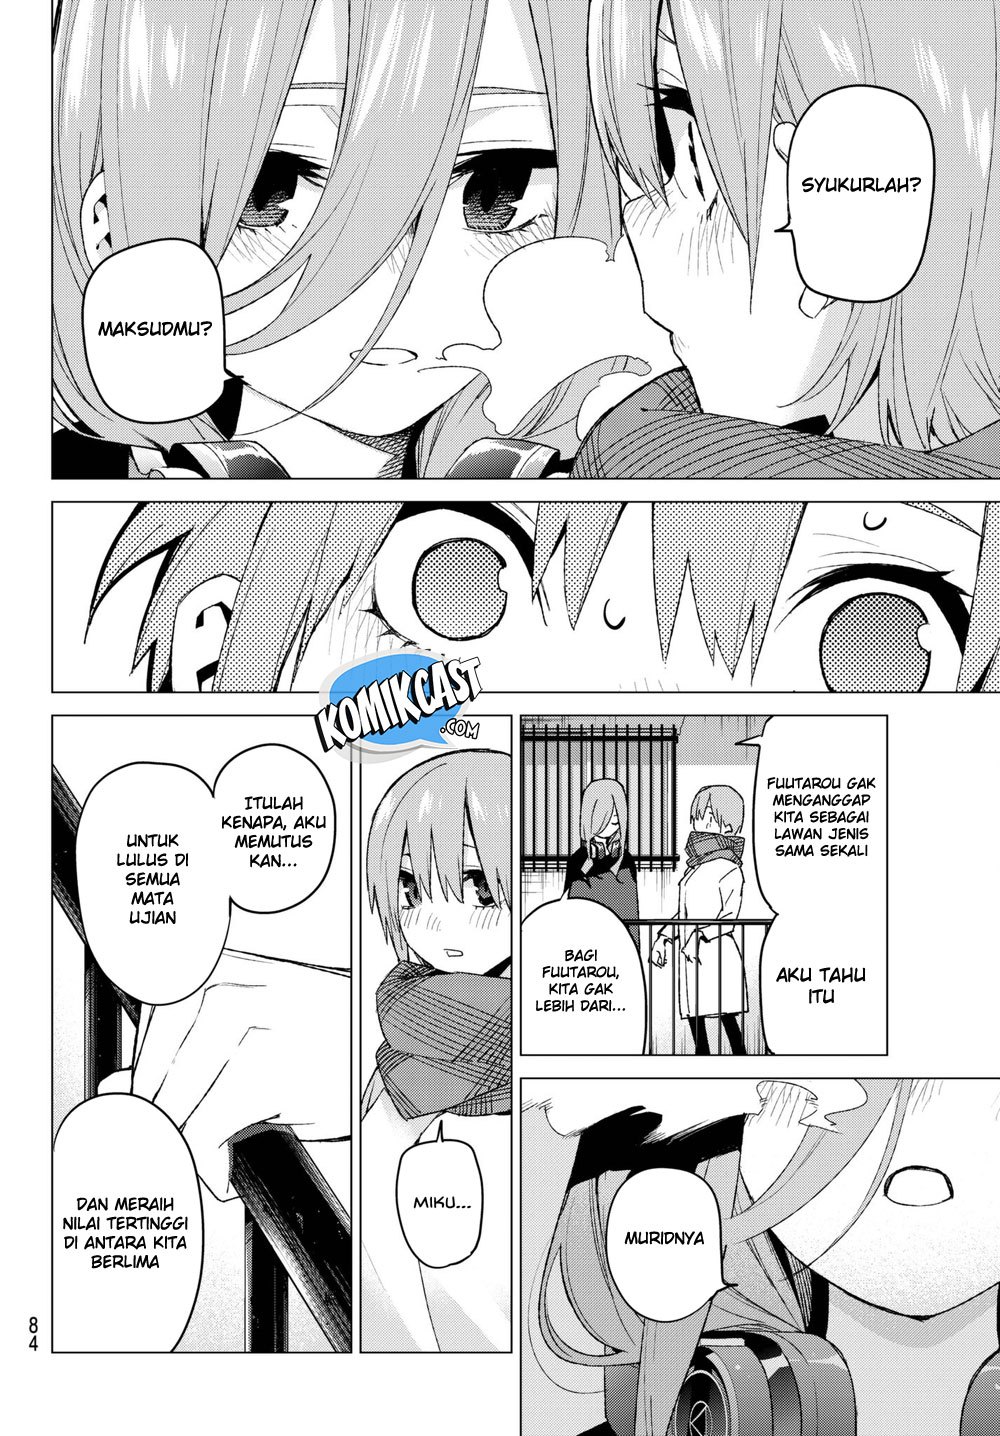 SYUKURLAH?
MAKSUDMU?
KOMIKCAST
.COM
FUUTAROU GAK
MENGANGGAP
KITA SEBAGAI
LAWAN JENIS
SAMA SEKALI
AKU TAHU
ITU
BAGI
FUUTAROU,
KITA GAK
LEBIH DARI...
MURIDNYA
MIKU...
ITULAH
KENAPA, AKU
MEMUTUS
KAN...
UNTUK
LULUS DI
SEMUA
MATA
UJIAN
DAN MERAIH
NILAI TERTINGGI
DI ANTARA KITA
BERLIMA
84